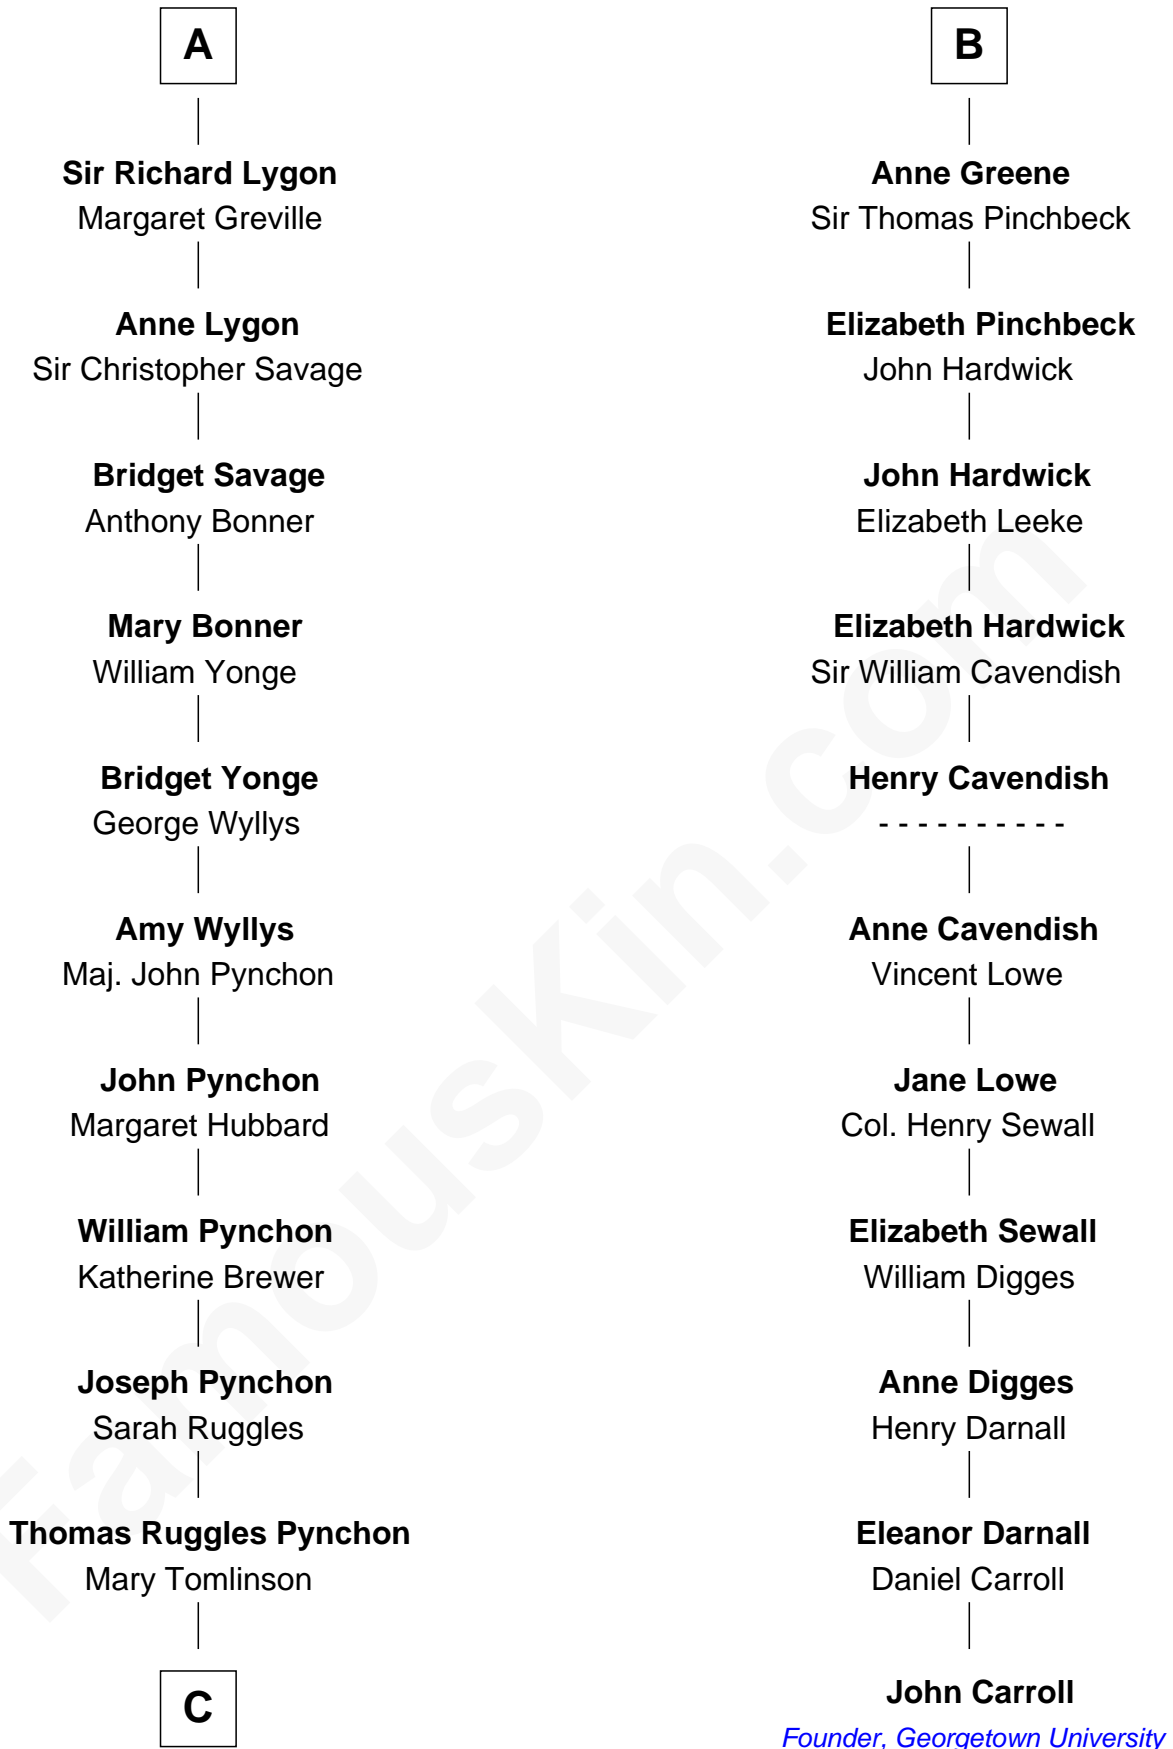 A
Sir Richard Lygon
Margaret Greville
Anne Lygon
Sir Christopher Savage
Bridget Savage
Anthony Bonner
Mary Bonner
William Yonge
Bridget Yonge
George Wyllys
Amy Wyllys
Maj. John Pynchon
John Pynchon
Margaret Hubbard
William Pynchon
Katherine Brewer
Joseph Pynchon
Sarah Ruggles
Thomas Ruggles Pynchon
Mary Tomlinson
C
B
Anne Greene
Sir Thomas Pinchbeck
Elizabeth Pinchbeck
John Hardwick
John Hardwick
Elizabeth Leeke
Elizabeth Hardwick
Sir William Cavendish
Henry Cavendish
- - - - - - - - - -
Anne Cavendish
Vincent Lowe
Jane Lowe
Col. Henry Sewall
Elizabeth Sewall
William Digges
Anne Digges
Henry Darnall
Eleanor Darnall
Daniel Carroll
John Carroll
Founder, Georgetown University
FamousKin.com